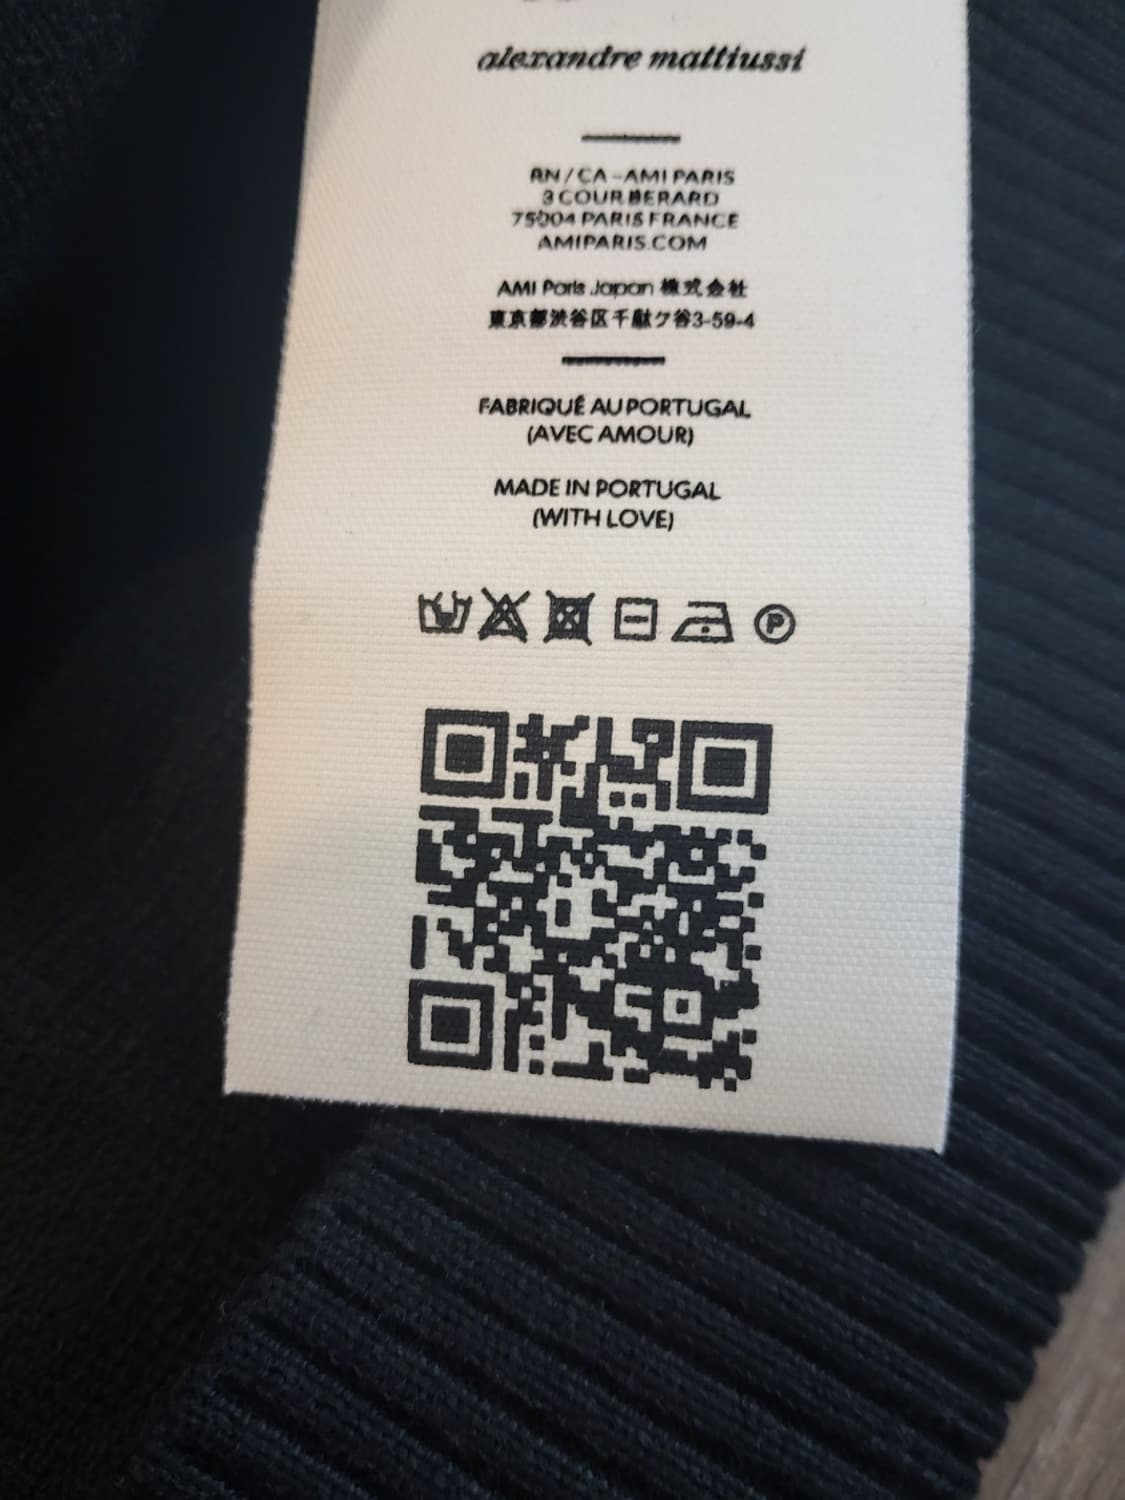 alexandre mattiussi
RN / CA - AMI PARIS
3 COUR BERARD
75004 PARIS FRANCE
AMIPARIS.COM
AMI Paris Japan 株式会社
東京都渋谷区千駄ケ谷3-59-4
FABRIQUÉ AU PORTUGAL
(AVEC AMOUR)
MADE IN PORTUGAL
(WITH LOVE)
P